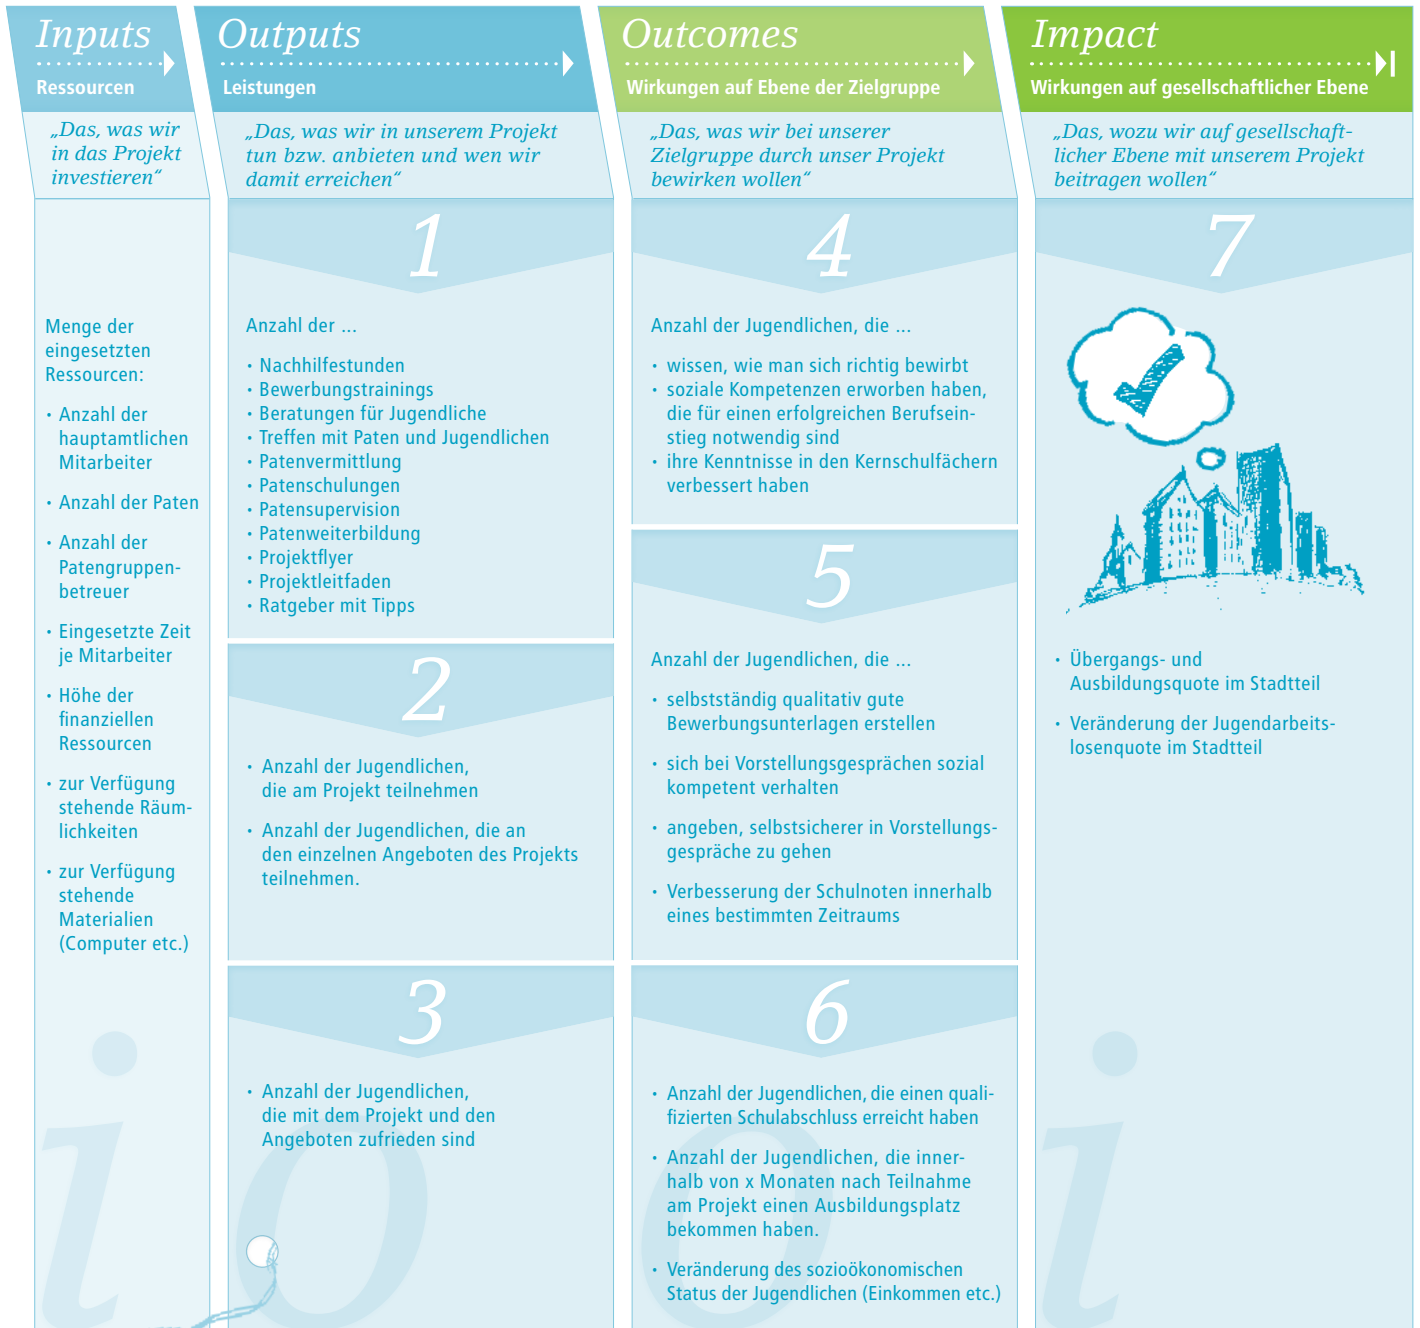 Inputs
Ressourcen
„Das, was wir
in das Projekt
investieren“
Menge der
eingesetzten
Ressourcen:
· Anzahl der
hauptamtlichen
Mitarbeiter
· Anzahl der Paten
· Anzahl der
Patengruppen-
betreuer
· Eingesetzte Zeit
je Mitarbeiter
· Höhe der
finanziellen
Ressourcen
· zur Verfügung
stehende Räum-
lichkeiten
· zur Verfügung
stehende
Materialien
(Computer etc.)
i
Outputs
Leistungen
„Das, was wir in unserem Projekt
tun bzw. anbieten und wen wir
damit erreichen“
1
Anzahl der ...
· Nachhilfestunden
· Bewerbungstrainings
· Beratungen für Jugendliche
· Treffen mit Paten und Jugendlichen
· Patenvermittlung
· Patenschulungen
· Patensupervision
· Patenweiterbildung
· Projektflyer
· Projektleitfaden
· Ratgeber mit Tipps
2
· Anzahl der Jugendlichen,
die am Projekt teilnehmen
· Anzahl der Jugendlichen, die an
den einzelnen Angeboten des Projekts
teilnehmen.
3
· Anzahl der Jugendlichen,
die mit dem Projekt und den
Angeboten zufrieden sind
o
Outcomes
Wirkungen auf Ebene der Zielgruppe
„Das, was wir bei unserer
Zielgruppe durch unser Projekt
bewirken wollen“
4
Anzahl der Jugendlichen, die ...
· wissen, wie man sich richtig bewirbt
· soziale Kompetenzen erworben haben,
die für einen erfolgreichen Berufsein-
stieg notwendig sind
· ihre Kenntnisse in den Kernschulfächern
verbessert haben
5
Anzahl der Jugendlichen, die ...
· selbstständig qualitativ gute
Bewerbungsunterlagen erstellen
· sich bei Vorstellungsgesprächen sozial
kompetent verhalten
· angeben, selbstsicherer in Vorstellungs-
gespräche zu gehen
· Verbesserung der Schulnoten innerhalb
eines bestimmten Zeitraums
6
· Anzahl der Jugendlichen, die einen quali-
fizierten Schulabschluss erreicht haben
· Anzahl der Jugendlichen, die inner-
halb von x Monaten nach Teilnahme
am Projekt einen Ausbildungsplatz
bekommen haben.
· Veränderung des sozioökonomischen
Status der Jugendlichen (Einkommen etc.)
o
Impact
Wirkungen auf gesellschaftlicher Ebene
„Das, wozu wir auf gesellschaft-
licher Ebene mit unserem Projekt
beitragen wollen“
7
· Übergangs- und
Ausbildungsquote im Stadtteil
· Veränderung der Jugendarbeits-
losenquote im Stadtteil
i